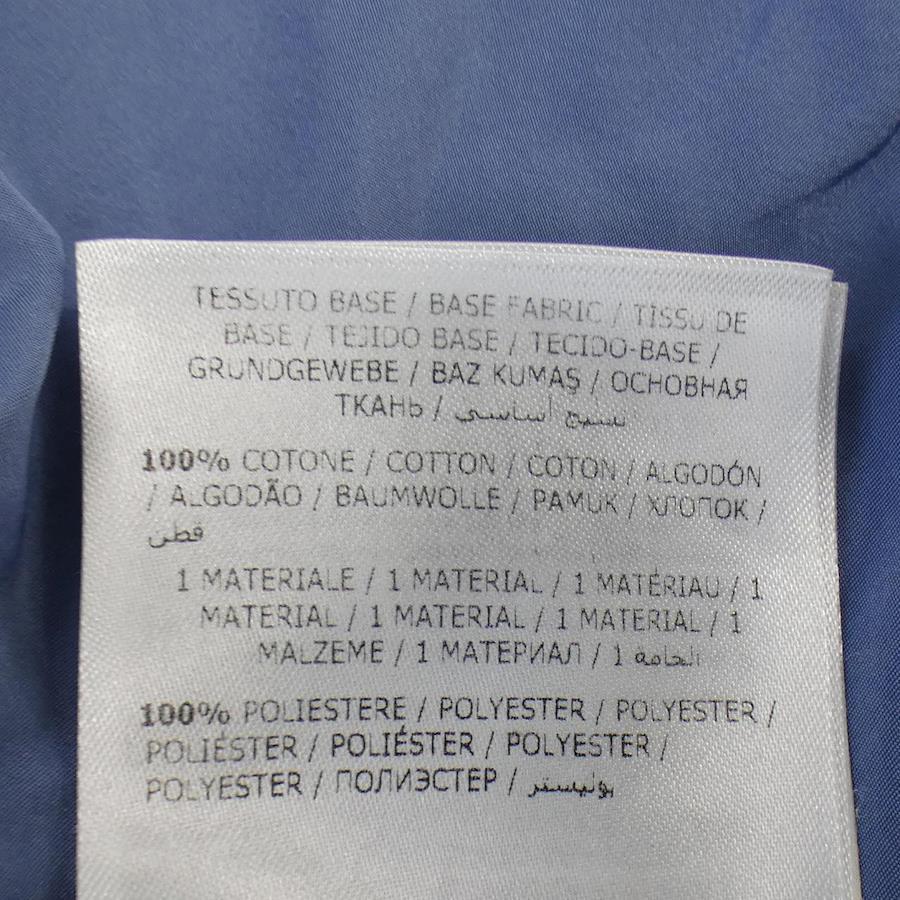 TESSUTO BASE / BASE FABRIC / TISSU DE
BASE / TEJIDO BASE / TECIDO-BASE /
GRUNDGEWEBE / BAZ KUMAŞ / ОСНОВНАЯ
ТКАНЬ / نسيج أساسي
100% COTONE / COTTON / COTON / ALGODÓN
/ ALGODÃO / BAUMWOLLE / PAMUK / ХЛОПОК /
قطن
1 MATERIALE / 1 MATERIAL / 1 MATÉRIAU / 1
MATERIAL / 1 MATERIAL / 1 MATERIAL / 1
MALZEME / 1 МАТЕРИАЛ / 1 الخامة
100% POLIESTERE / POLYESTER / POLYESTER /
POLIÉSTER / POLIÉSTER / POLYESTER /
POLYESTER / ПОЛИЭСТЕР / بوليستر